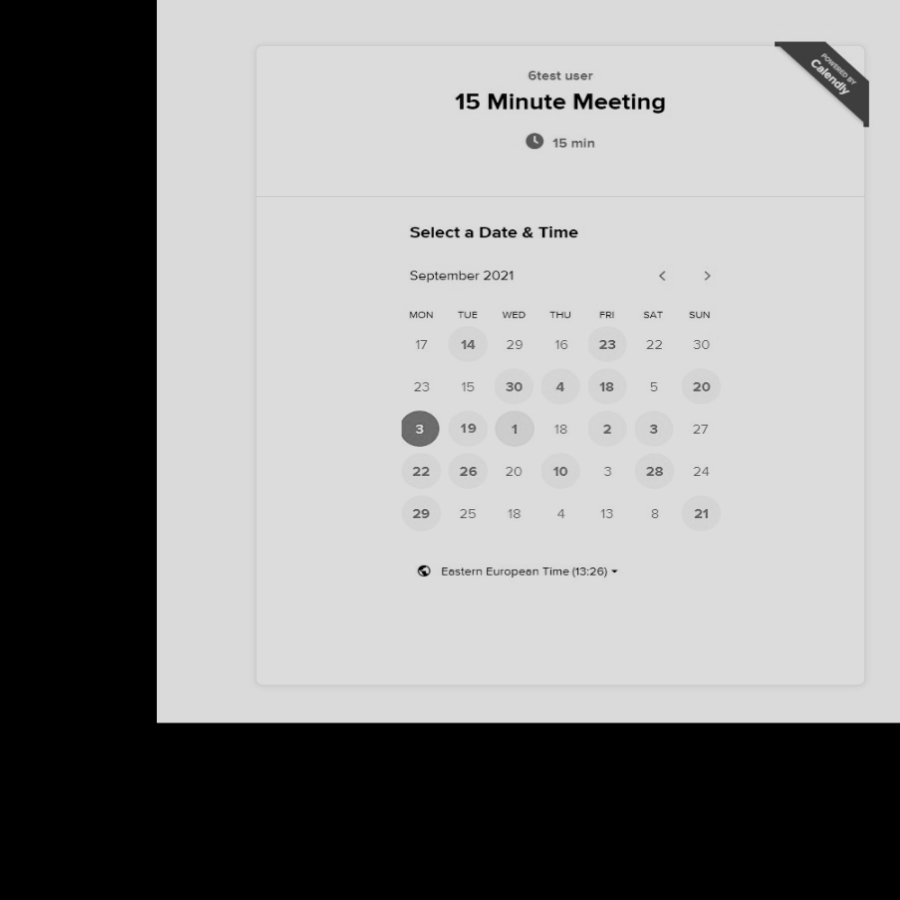 POWERED BY
Calendly
6test user
15 Minute Meeting
15 min
Select a Date & Time
September 2021
MON TUE WED THU FRI SAT SUN
17 14 29 16 23 22 30
23 15 30 4 18 5 20
3 19 1 18 2 3 27
22 26 20 10 3 28 24
29 25 18 4 13 8 21
Eastern European Time (13:26)